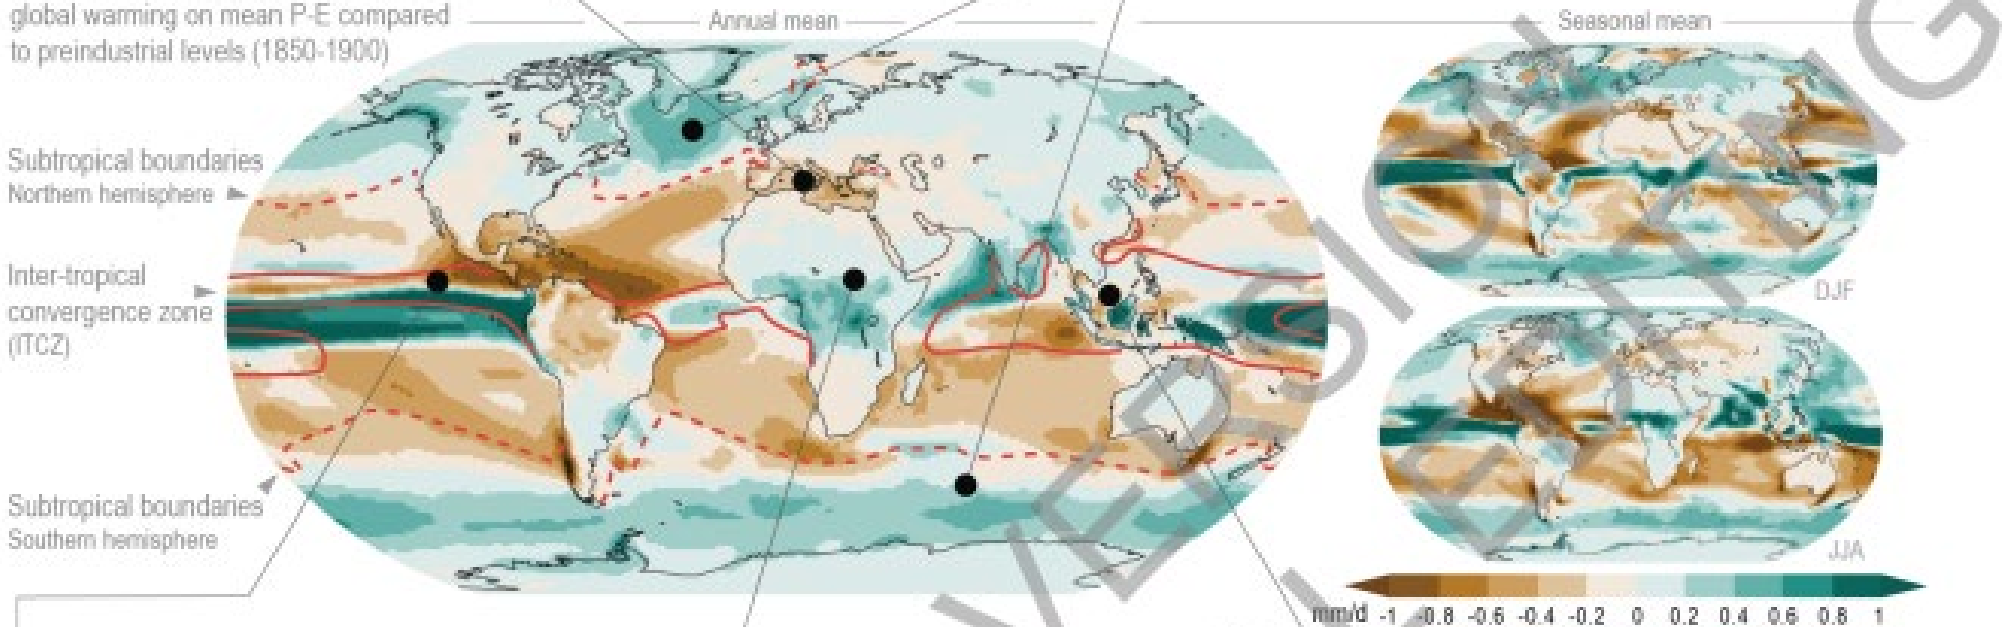 global warming on mean P-E compared
to preindustrial levels (1850-1900)
Annual mean
Seasonal mean
Subtropical boundaries
Northern hemisphere
Inter-tropical
convergence zone
(ITCZ)
Subtropical boundaries
Southern hemisphere
DJF
JJA
mm/d -1 -0.8 -0.6 -0.4 -0.2 0 0.2 0.4 0.6 0.8 1
VERSION